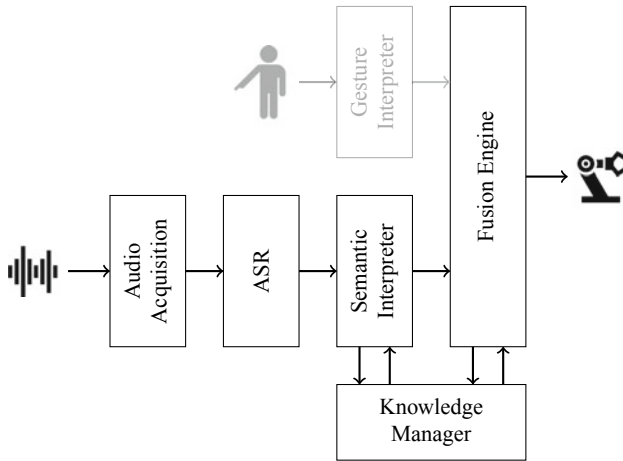 Gesture
Interpreter
Fusion Engine
Audio
Acquisition
ASR
Semantic
Interpreter
Knowledge
Manager